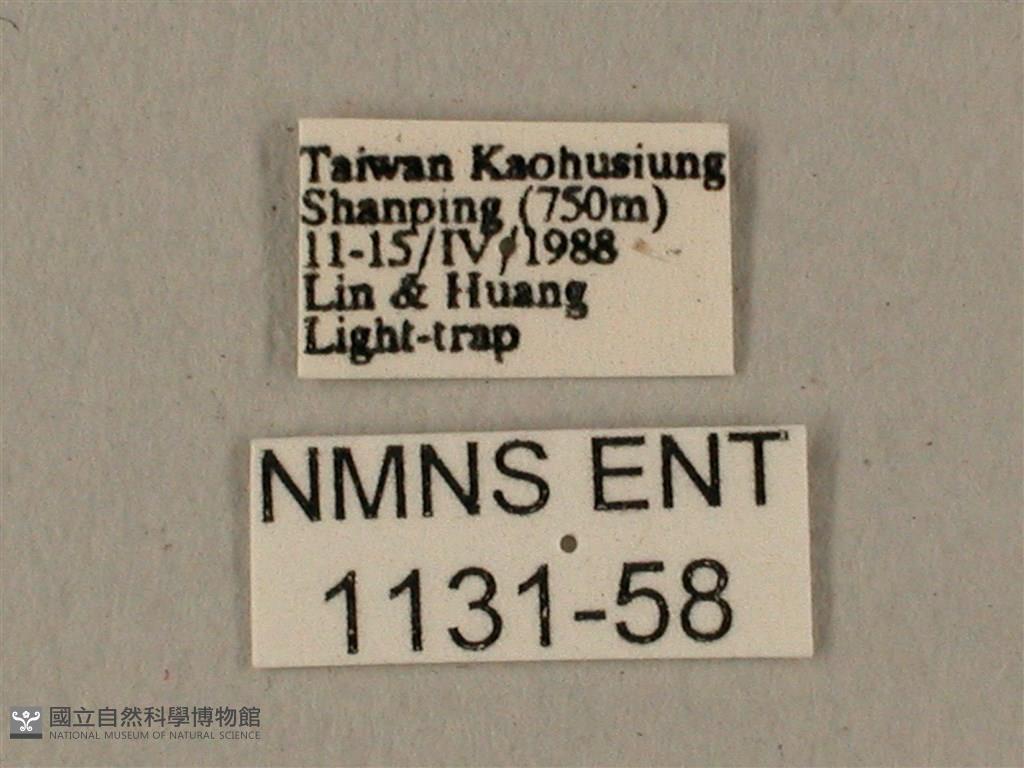 Taiwan Kaohusiung
Shanping (750m)
11-15/IV/1988
Lin & Huang
Light-trap
NMNS ENT
1131-58
國立自然科學博物館
NATIONAL MUSEUM OF NATURAL SCIENCE